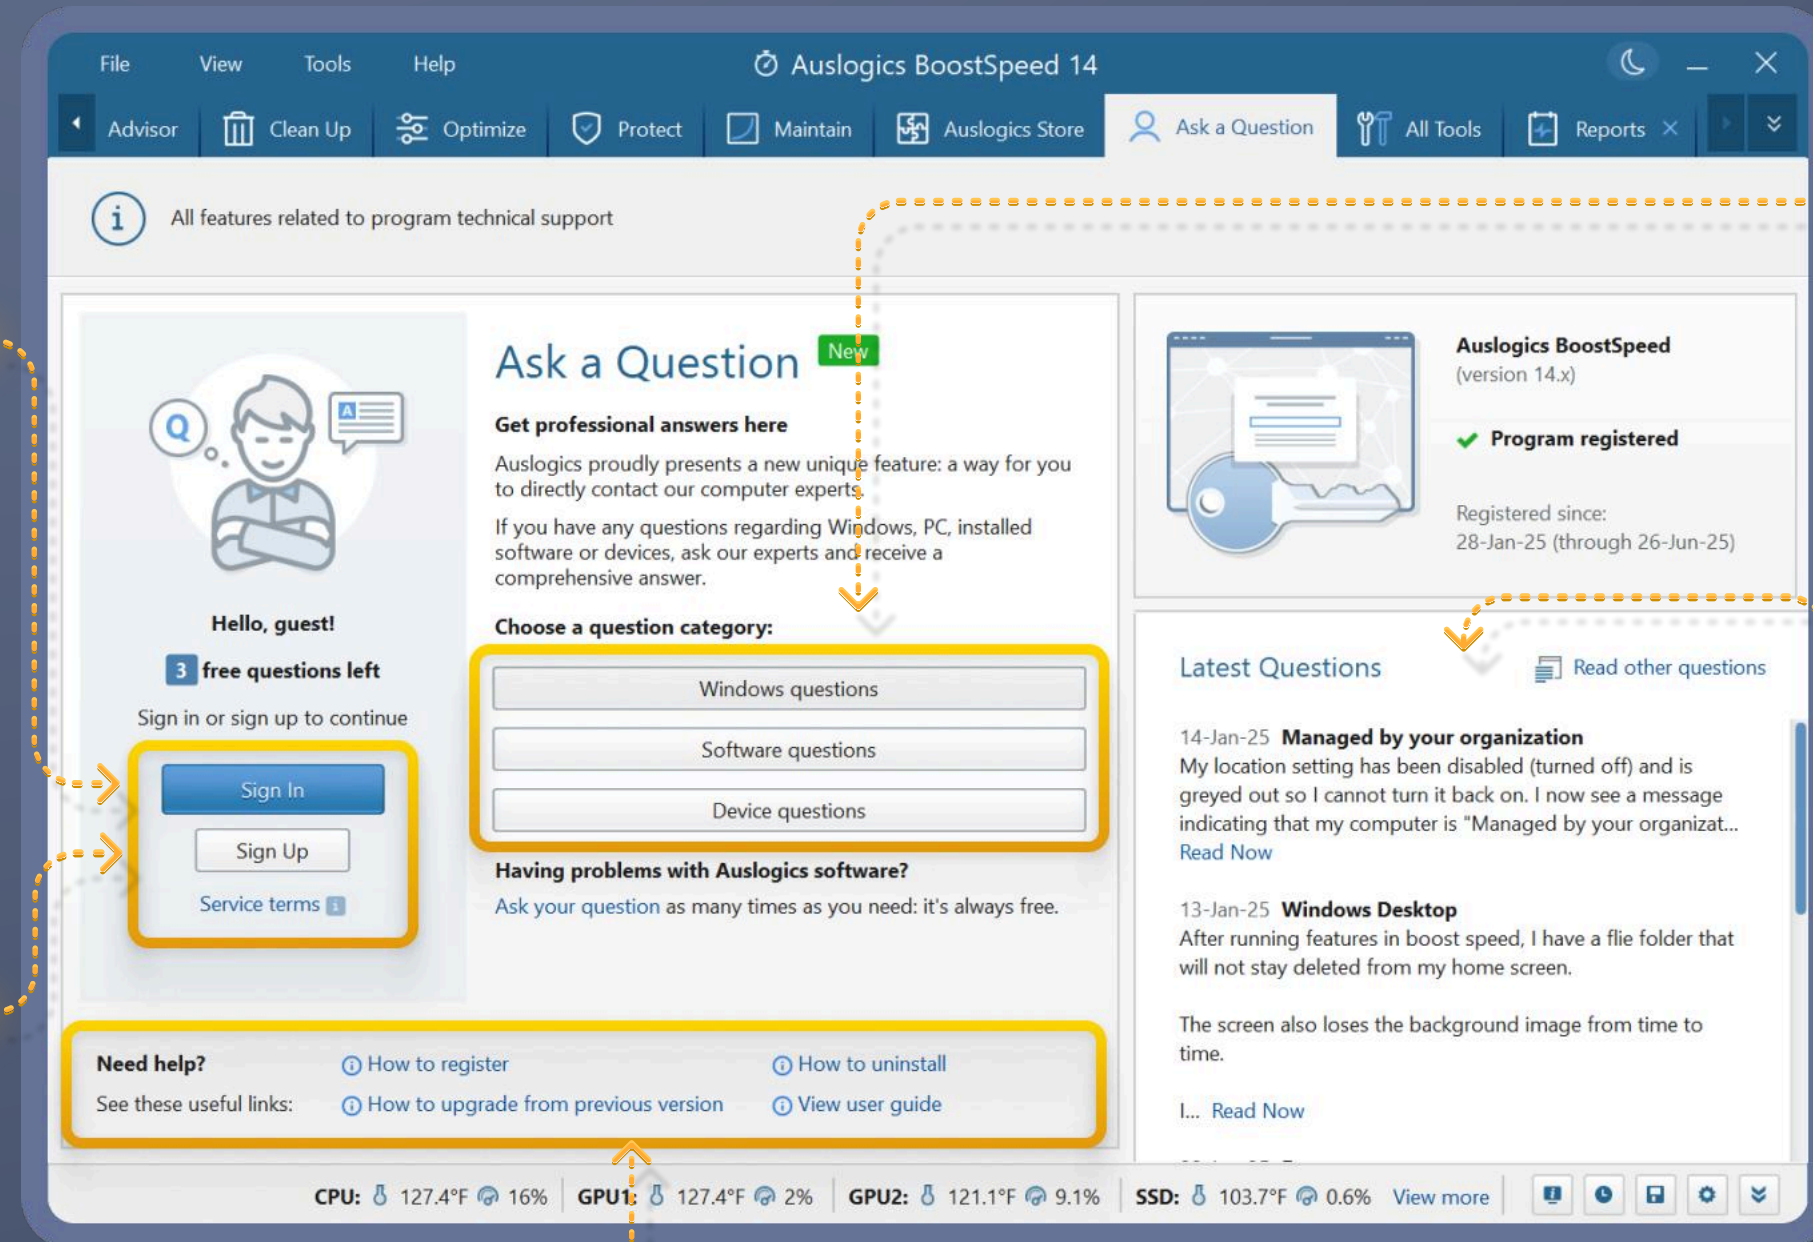 File View Tools Help
Auslogics BoostSpeed 14
Advisor Clean Up Optimize Protect Maintain Auslogics Store Ask a Question All Tools Reports
All features related to program technical support
Q
A
Hello, guest!
3 free questions left
Sign in or sign up to continue
Sign In
Sign Up
Service terms
Ask a Question New
Get professional answers here
Auslogics proudly presents a new unique feature: a way for you
to directly contact our computer experts.
If you have any questions regarding Windows, PC, installed
software or devices, ask our experts and receive a
comprehensive answer.
Choose a question category:
Windows questions
Software questions
Device questions
Having problems with Auslogics software?
Ask your question as many times as you need: it's always free.
Need help?
See these useful links:
How to register
How to upgrade from previous version
How to uninstall
View user guide
Auslogics BoostSpeed
(version 14.x)
Program registered
Registered since:
28-Jan-25 (through 26-Jun-25)
Latest Questions
Read other questions
14-Jan-25 Managed by your organization
My location setting has been disabled (turned off) and is
greyed out so I cannot turn it back on. I now see a message
indicating that my computer is "Managed by your organizat...
Read Now
13-Jan-25 Windows Desktop
After running features in boost speed, I have a flie folder that
will not stay deleted from my home screen.
The screen also loses the background image from time to
time.
I... Read Now
CPU: 127.4°F 16% GPU1: 127.4°F 2% GPU2: 121.1°F 9.1% SSD: 103.7°F 0.6% View more